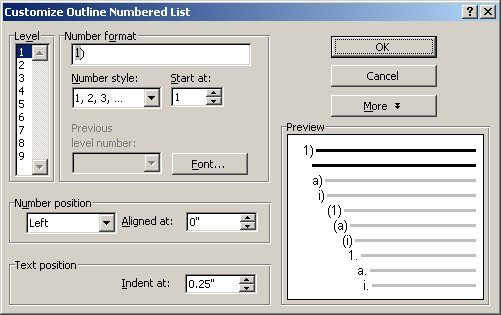 Customize Outline Numbered List
Level
1
2
3
4
5
6
7
8
9
Number format
1)
Number style:
1, 2, 3, ...
Start at:
1
Previous
level number:
Font...
Number position
Left
Aligned at:
0"
Text position
Indent at:
0.25"
OK
Cancel
More
Preview
1)
a)
i)
(1)
(a)
(i)
1.
a.
i.